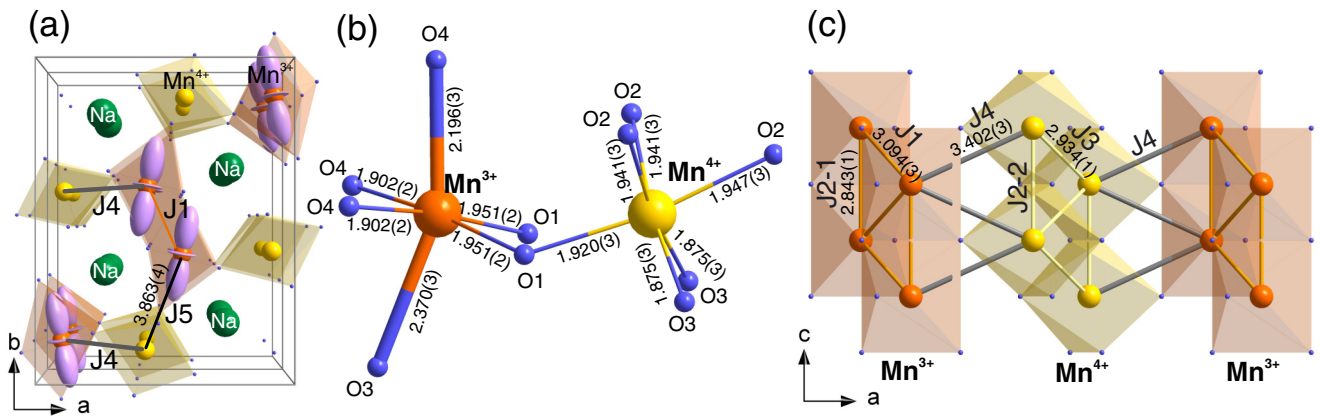 (a)
Mn⁴⁺
Mn³⁺
Na
Na
J4
J1
Na
3.863(4)
J5
Na
J4
b
a
(b)
O4
2.196(3)
O4
1.902(2)
O4
1.902(2)
Mn³⁺
1.951(2)
O1
1.951(2)
O1
2.370(3)
O3
1.920(3)
O2
O2
1.941(3)
1.941(3)
Mn⁴⁺
O2
1.947(3)
1.875(3)
1.875(3)
O3
O3
(c)
J1
3.094(3)
J4
3.402(3)
J3
2.934(1)
J4
J2-1
2.843(1)
J2-2
c
a
Mn³⁺
Mn⁴⁺
Mn³⁺